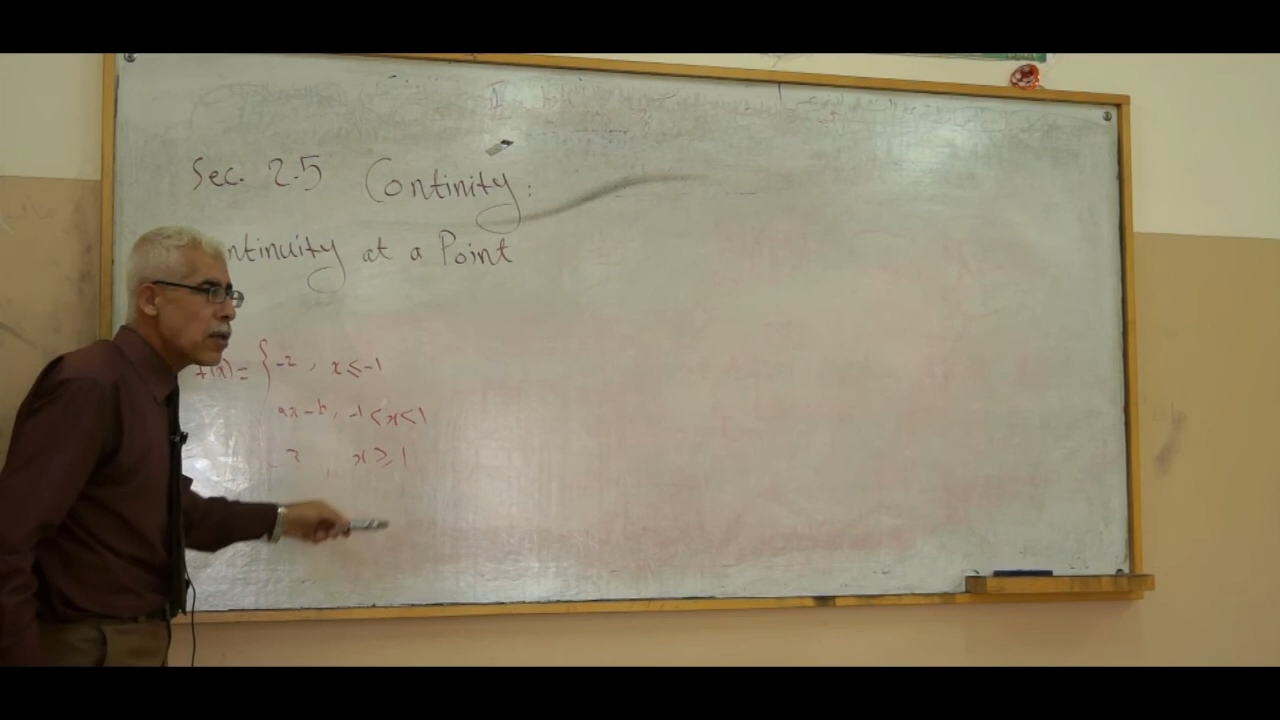 Sec. 2.5 Continity:
ntinuity at a Point
f(x) = { -2 , x ≤ -1
ax - b , -1 < x < 1
3 , x ≥ 1